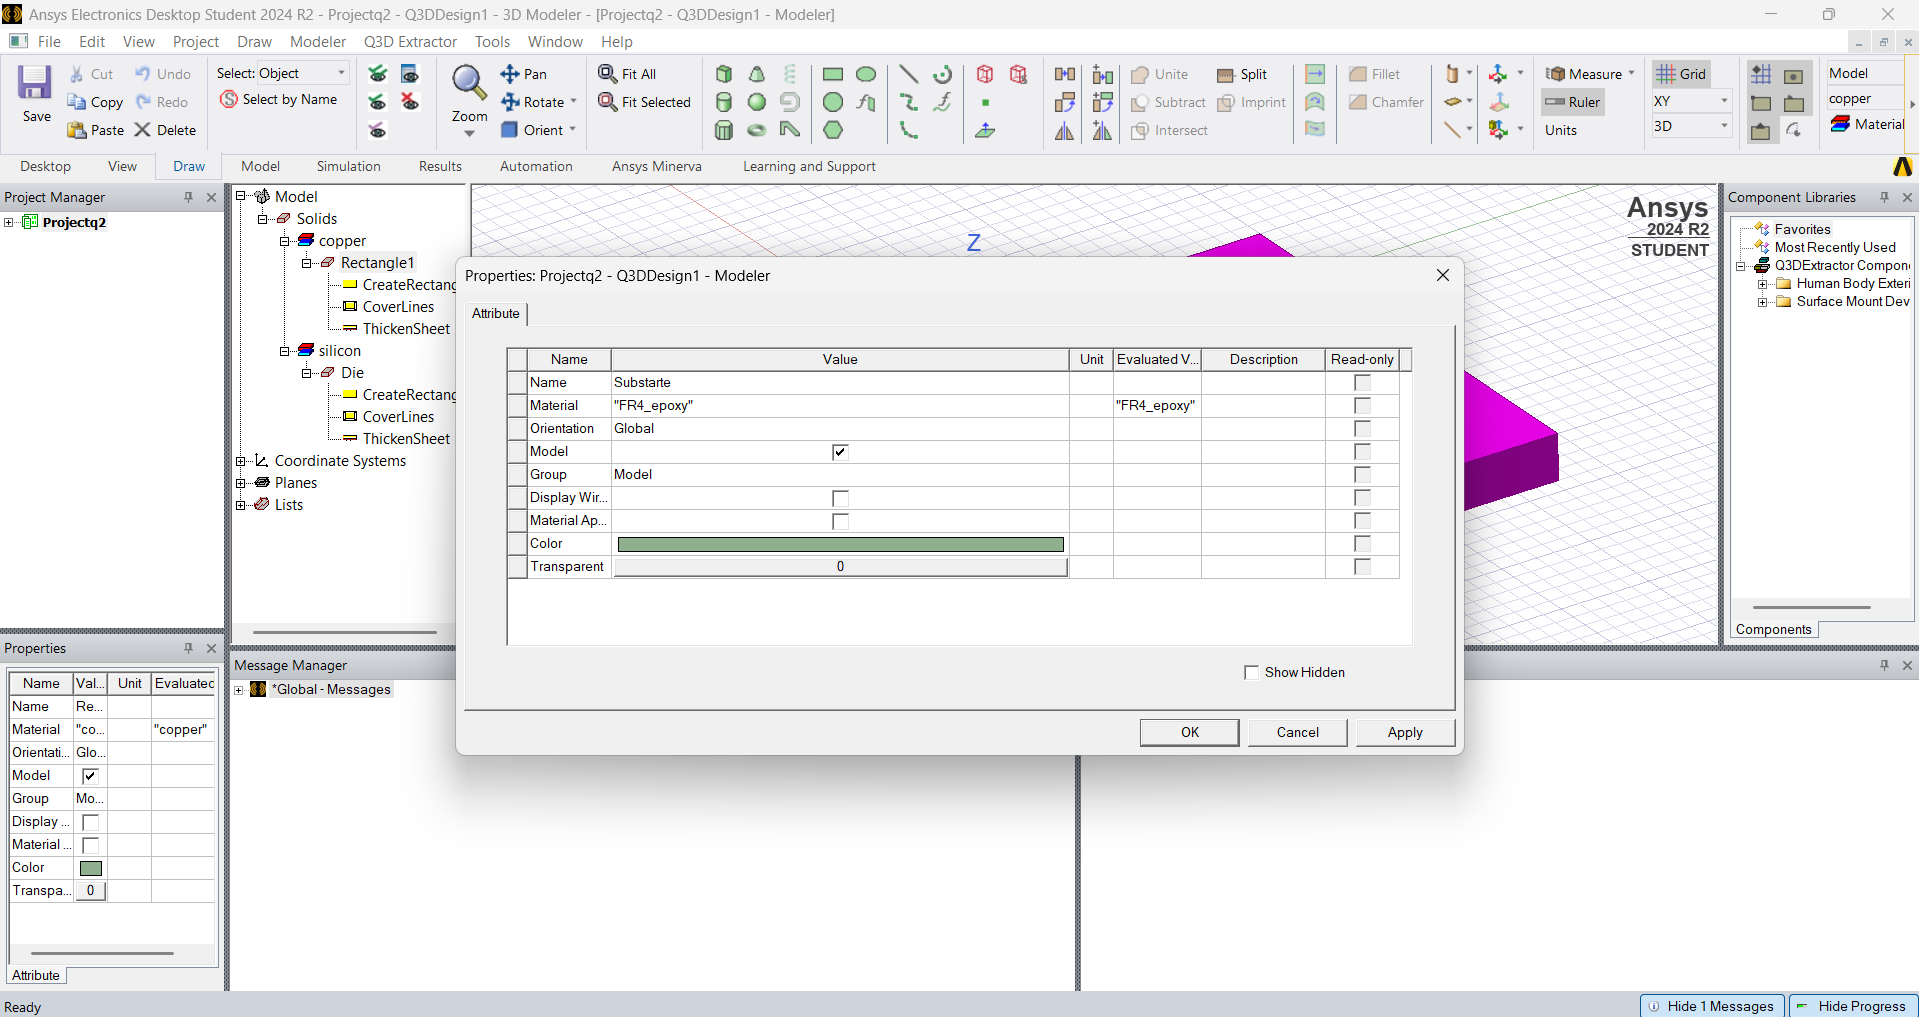 Ansys Electronics Desktop Student 2024 R2 - Projectq2 - Q3DDesign1 - 3D Modeler - [Projectq2 - Q3DDesign1 - Modeler]
File Edit View Project Draw Modeler Q3D Extractor Tools Window Help
Save
Cut
Copy
Paste
Undo
Redo
Delete
Select: Object
Select by Name
Zoom
Pan
Rotate
Orient
Fit All
Fit Selected
Unite
Subtract
Intersect
Split
Imprint
Fillet
Chamfer
Measure
Ruler
Units
Grid
XY
3D
Model
copper
Material
Desktop View Draw Model Simulation Results Automation Ansys Minerva Learning and Support
Project Manager
Projectq2
Model
Solids
copper
Rectangle1
CreateRectang
CoverLines
ThickenSheet
silicon
Die
CreateRectang
CoverLines
ThickenSheet
Coordinate Systems
Planes
Lists
Z
Ansys
2024 R2
STUDENT
Component Libraries
Favorites
Most Recently Used
Q3DExtractor Compon
Human Body Exteri
Surface Mount Dev
Components
Properties: Projectq2 - Q3DDesign1 - Modeler
Attribute
Name Value Unit Evaluated V... Description Read-only
Name Substarte
Material "FR4_epoxy" "FR4_epoxy"
Orientation Global
Model
Group Model
Display Wir...
Material Ap...
Color
Transparent 0
Show Hidden
OK Cancel Apply
Properties
Name Val... Unit Evaluated
Name Re...
Material "co... "copper"
Orientati... Glo...
Model
Group Mo...
Display ...
Material ...
Color
Transpa... 0
Attribute
Message Manager
*Global - Messages
Ready
Hide 1 Messages Hide Progress